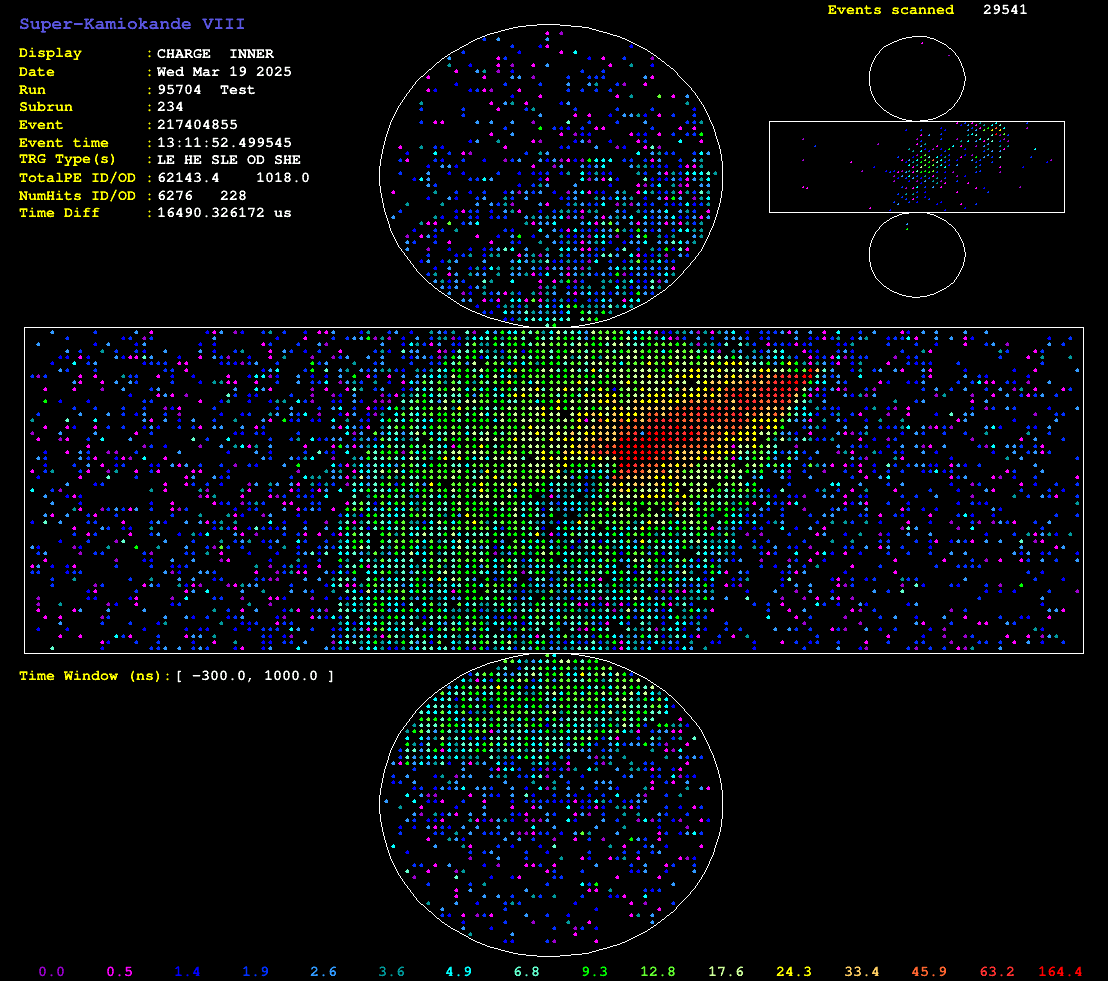 Super-Kamiokande VIII
Events scanned 29541
Display :CHARGE INNER
Date :Wed Mar 19 2025
Run :95704 Test
Subrun :234
Event :217404855
Event time :13:11:52.499545
TRG Type(s) :LE HE SLE OD SHE
TotalPE ID/OD :62143.4 1018.0
NumHits ID/OD :6276 228
Time Diff :16490.326172 us
Time Window (ns):[ -300.0, 1000.0 ]
0.0 0.5 1.4 1.9 2.6 3.6 4.9 6.8 9.3 12.8 17.6 24.3 33.4 45.9 63.2 164.4